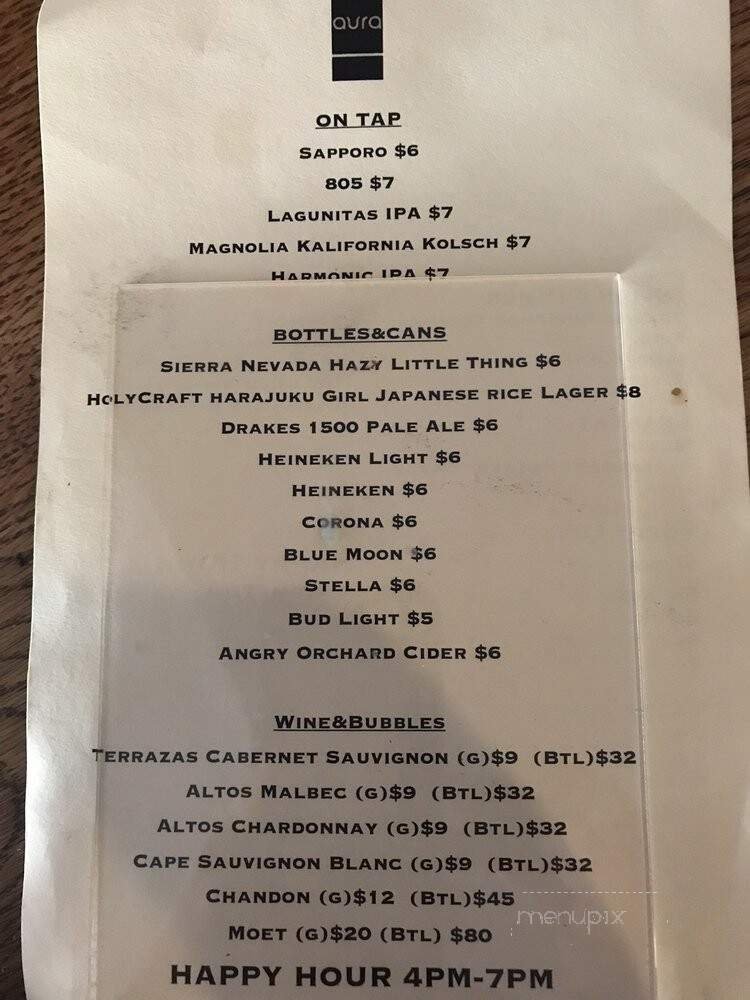 aura
ON TAP
SAPPORO $6
805 $7
LAGUNITAS IPA $7
MAGNOLIA KALIFORNIA KOLSCH $7
HARMONIC IPA $7
BOTTLES&CANS
SIERRA NEVADA HAZY LITTLE THING $6
HOLYCRAFT HARAJUKU GIRL JAPANESE RICE LAGER $8
DRAKES 1500 PALE ALE $6
HEINEKEN LIGHT $6
HEINEKEN $6
CORONA $6
BLUE MOON $6
STELLA $6
BUD LIGHT $5
ANGRY ORCHARD CIDER $6
WINE&BUBBLES
TERRAZAS CABERNET SAUVIGNON (G)$9 (BTL)$32
ALTOS MALBEC (G)$9 (BTL)$32
ALTOS CHARDONNAY (G)$9 (BTL)$32
CAPE SAUVIGNON BLANC (G)$9 (BTL)$32
CHANDON (G)$12 (BTL)$45
menupix
MOET (G)$20 (BTL) $80
HAPPY HOUR 4PM-7PM